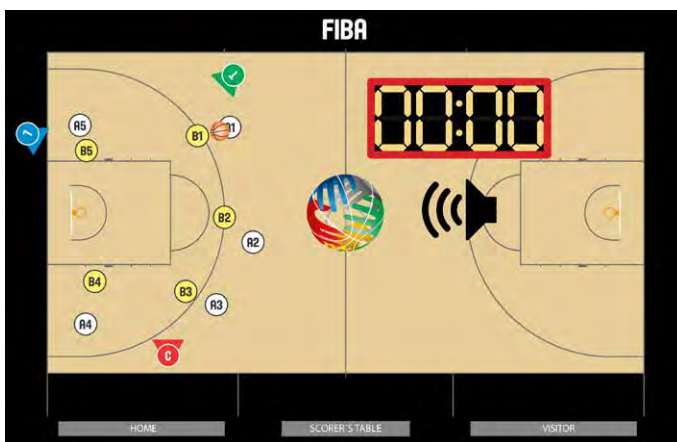 FIBA
T
00:00
L
A5
B1
A1
B5
B2
A2
B4
B3
A3
A4
C
HOME
SCORER'S TABLE
VISITOR